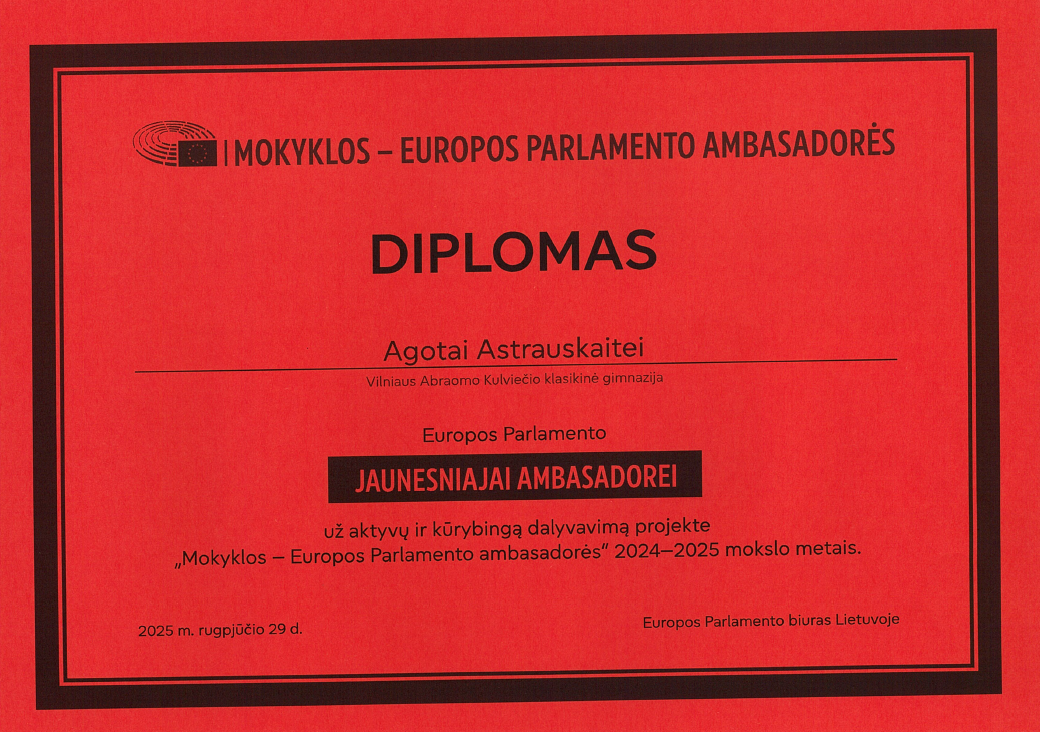 MOKYKLOS – EUROPOS PARLAMENTO AMBASADORĖS
DIPLOMAS
Agotai Astrauskaitei
Vilniaus Abraomo Kulviečio klasikinė gimnazija
Europos Parlamento
JAUNESNIAJAI AMBASADOREI
už aktyvų ir kūrybingą dalyvavimą projekte
„Mokyklos – Europos Parlamento ambasadorės“ 2024–2025 mokslo metais.
2025 m. rugpjūčio 29 d.
Europos Parlamento biuras Lietuvoje